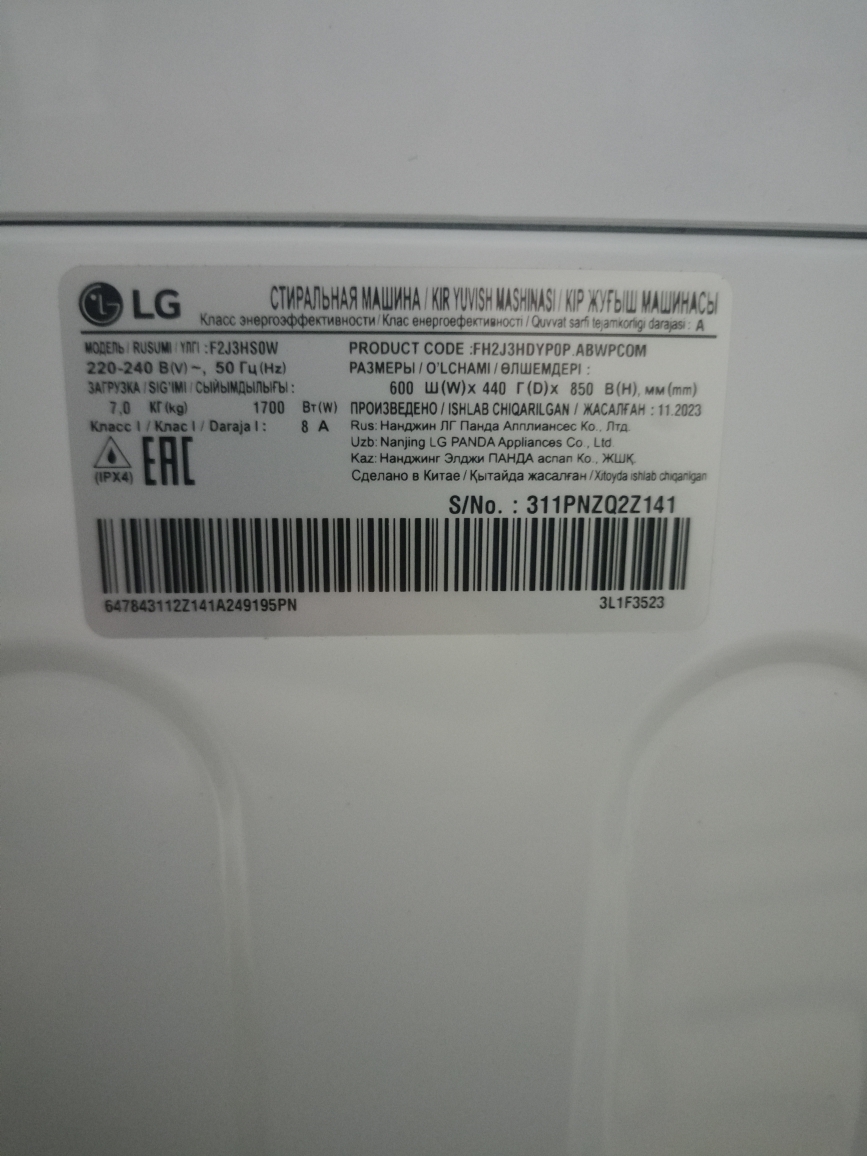 LG
СТИРАЛЬНАЯ МАШИНА / KIR YUVISH MASHINASI / КІР ЖУҒЫШ МАШИНАСЫ
Класс энергоэффективности / Клас енергоефективності / Quvvat sarfi tejamkorligi darajasi : A
МОДЕЛЬ / RUSUMI / ҮЛГІ : F2J3HS0W
220-240 В(V) ~, 50 Гц (Hz)
ЗАГРУЗКА / SIG'IMI / СЫЙЫМДЫЛЫҒЫ :
7,0 КГ(kg) 1700 Вт(W)
Класс I / Клас I / Daraja I : 8 A
(IPX4) EAC
PRODUCT CODE : FH2J3HDYP0P.ABWPCOM
РАЗМЕРЫ / O'LCHAMI / ӨЛШЕМДЕРІ :
600 Ш(W)x 440 Г(D)x 850 В(H), мм(mm)
ПРОИЗВЕДЕНО / ISHLAB CHIQARILGAN / ЖАСАЛҒАН : 11.2023
Rus: Нанджин ЛГ Панда Апплиансес Ко., Лтд.
Uzb: Nanjing LG PANDA Appliances Co., Ltd.
Kaz: Нанджинг Элджи ПАНДА аспап Ко., ЖШҚ.
Сделано в Китае / Қытайда жасалған / Xitoyda ishlab chiqarilgan
S/No. : 311PNZQ2Z141
647843112Z141A249195PN 3L1F3523